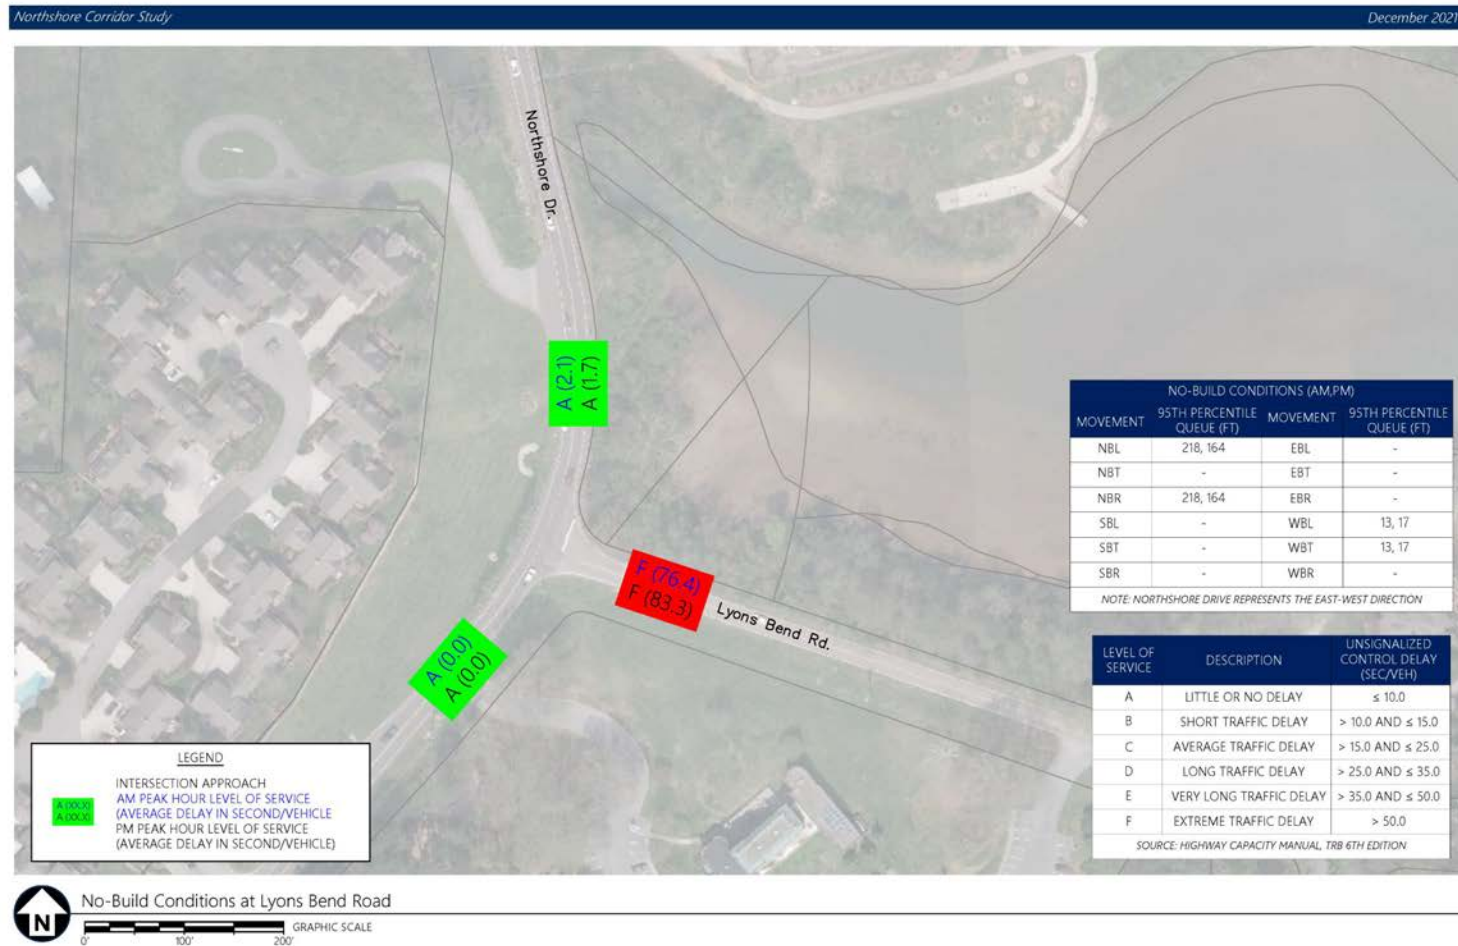 Northshore Corridor Study
December 2021
Northshore Dr.
A (2.1)
A (1.7)
F (76.4)
F (83.3)
Lyons Bend Rd.
A (0.0)
A (0.0)
NO-BUILD CONDITIONS (AM,PM)
MOVEMENT 95TH PERCENTILE QUEUE (FT) MOVEMENT 95TH PERCENTILE QUEUE (FT)
NBL 218, 164 EBL -
NBT - EBT -
NBR 218, 164 EBR -
SBL - WBL 13, 17
SBT - WBT 13, 17
SBR - WBR -
NOTE: NORTHSHORE DRIVE REPRESENTS THE EAST-WEST DIRECTION
LEVEL OF SERVICE DESCRIPTION UNSIGNALIZED CONTROL DELAY (SEC/VEH)
A LITTLE OR NO DELAY ≤ 10.0
B SHORT TRAFFIC DELAY > 10.0 AND ≤ 15.0
C AVERAGE TRAFFIC DELAY > 15.0 AND ≤ 25.0
D LONG TRAFFIC DELAY > 25.0 AND ≤ 35.0
E VERY LONG TRAFFIC DELAY > 35.0 AND ≤ 50.0
F EXTREME TRAFFIC DELAY > 50.0
SOURCE: HIGHWAY CAPACITY MANUAL, TRB 6TH EDITION
LEGEND
INTERSECTION APPROACH
A (XX.X)
A (XX.X)
AM PEAK HOUR LEVEL OF SERVICE
(AVERAGE DELAY IN SECOND/VEHICLE
PM PEAK HOUR LEVEL OF SERVICE
(AVERAGE DELAY IN SECOND/VEHICLE)
N
No-Build Conditions at Lyons Bend Road
GRAPHIC SCALE
0' 100' 200'